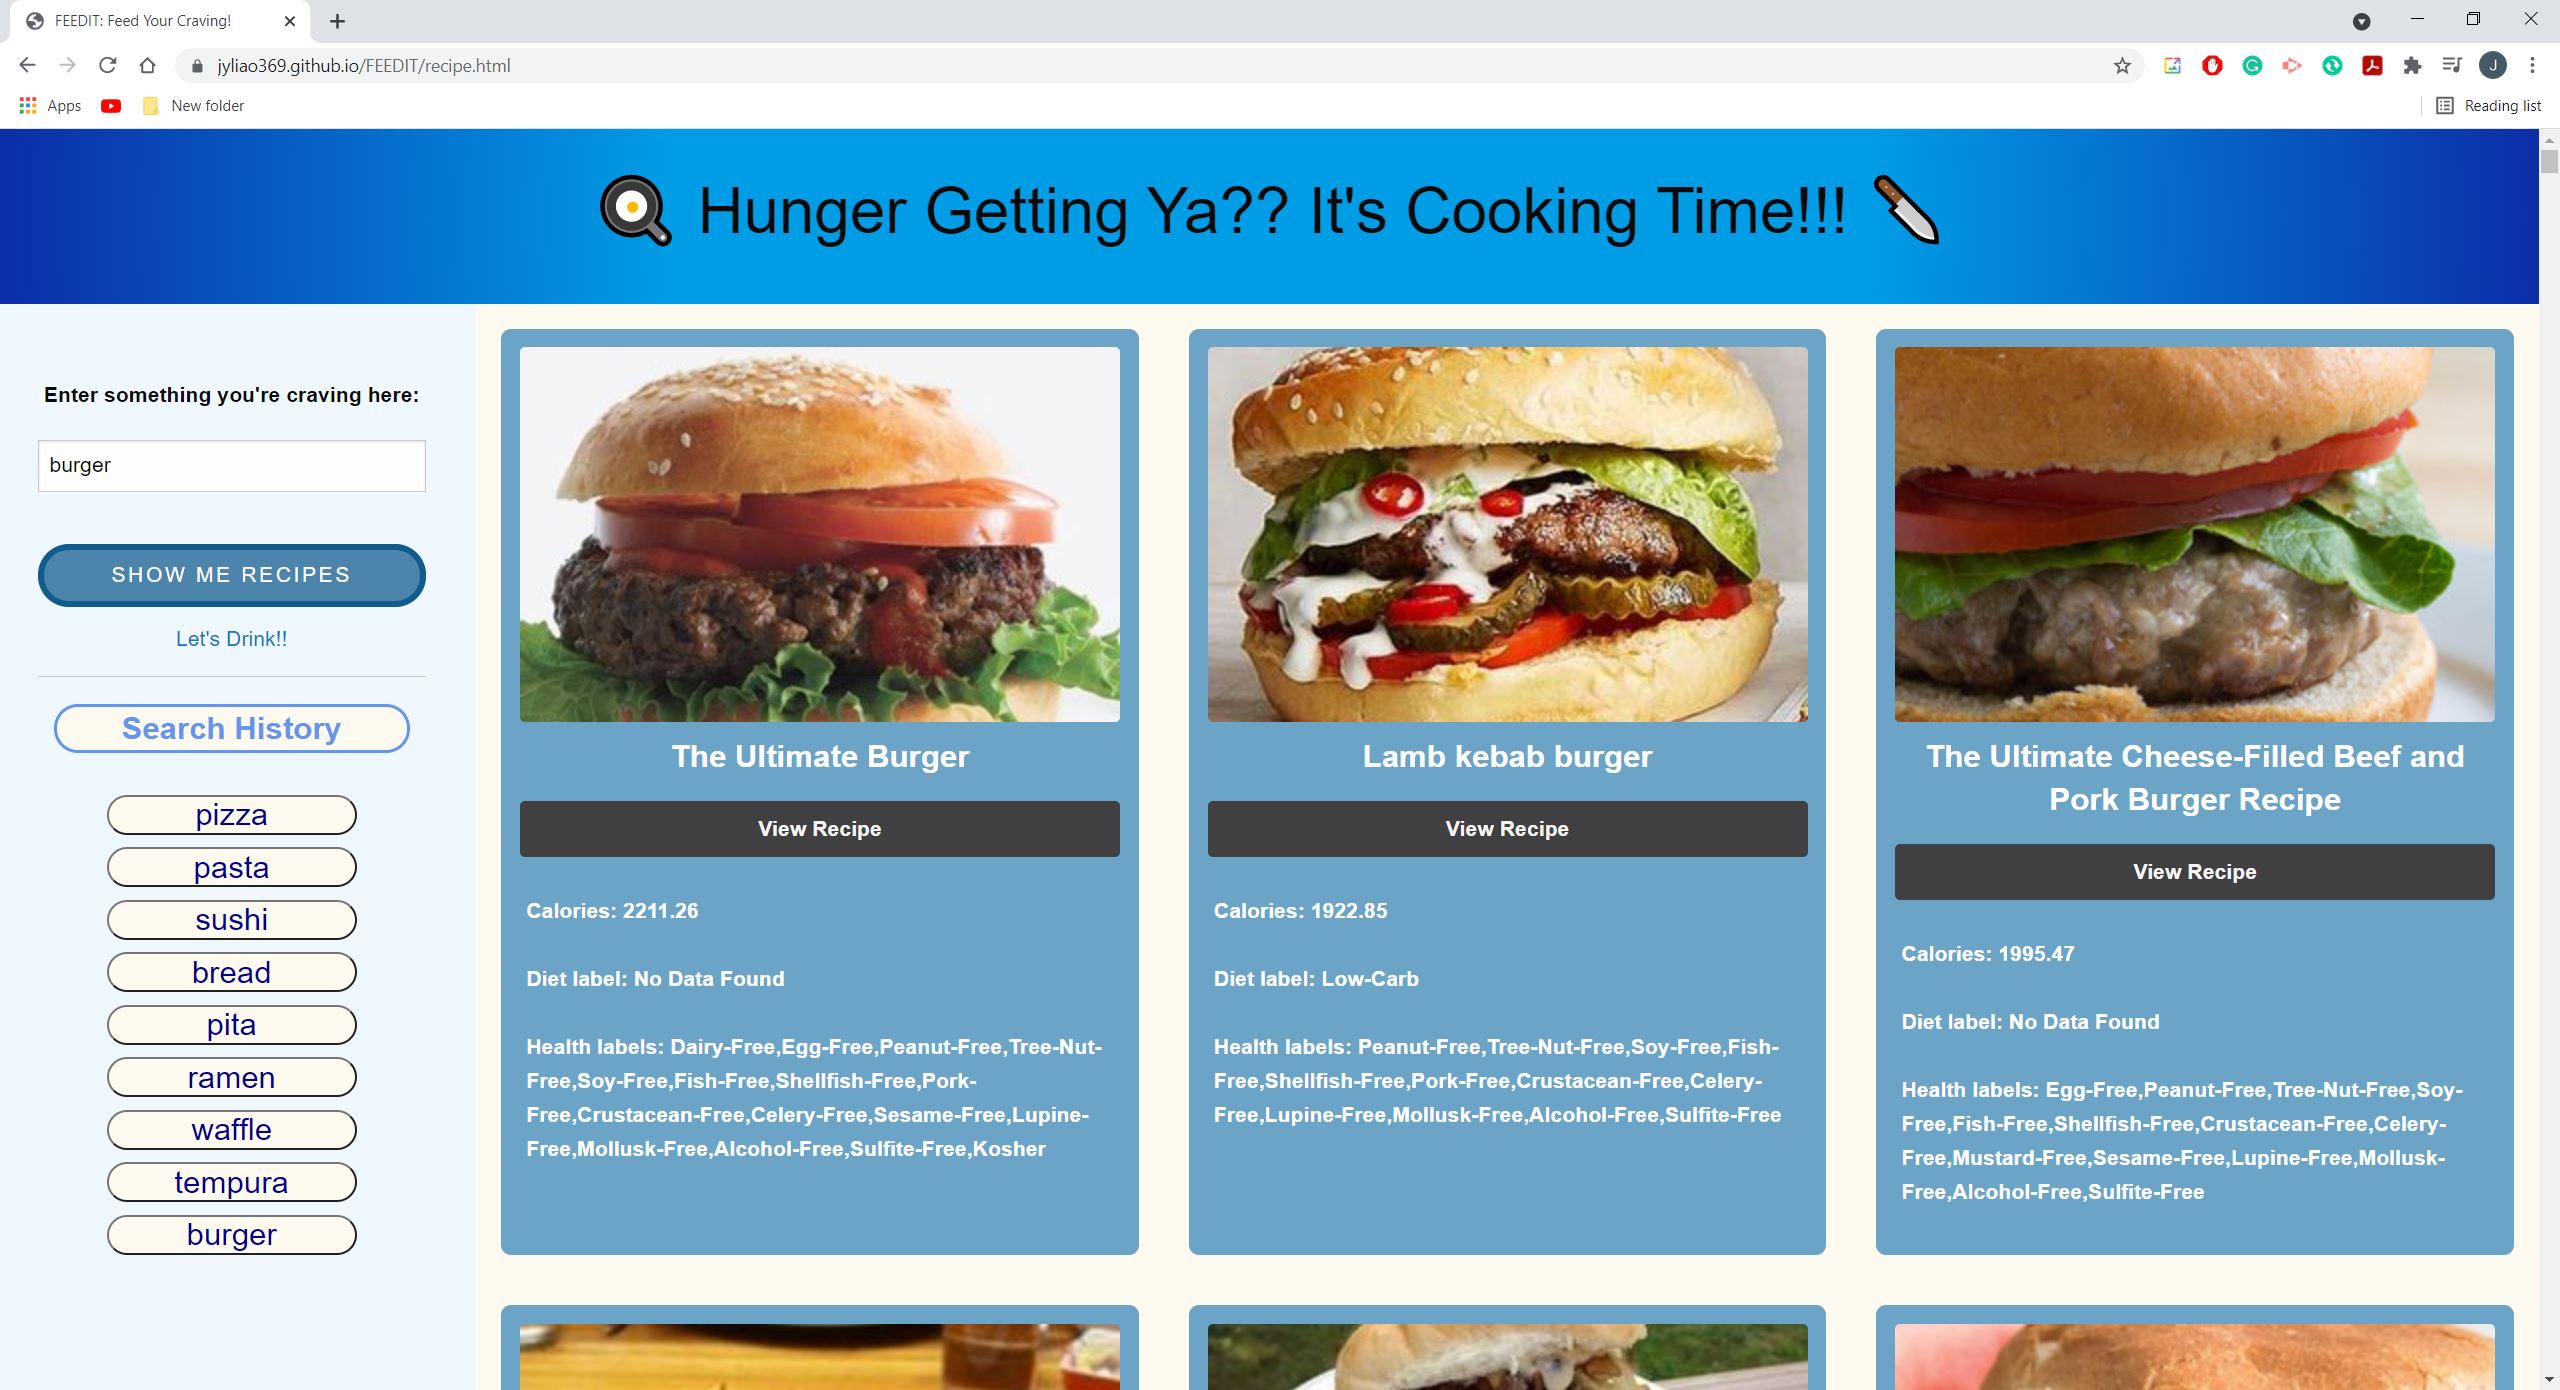 FEEDIT: Feed Your Craving!
jyliao369.github.io/FEEDIT/recipe.html
J
Apps
New folder
Reading list
Hunger Getting Ya?? It's Cooking Time!!!
Enter something you're craving here:
burger
SHOW ME RECIPES
Let's Drink!!
Search History
pizza
pasta
sushi
bread
pita
ramen
waffle
tempura
burger
The Ultimate Burger
View Recipe
Calories: 2211.26
Diet label: No Data Found
Health labels: Dairy-Free,Egg-Free,Peanut-Free,Tree-Nut-
Free,Soy-Free,Fish-Free,Shellfish-Free,Pork-
Free,Crustacean-Free,Celery-Free,Sesame-Free,Lupine-
Free,Mollusk-Free,Alcohol-Free,Sulfite-Free,Kosher
Lamb kebab burger
View Recipe
Calories: 1922.85
Diet label: Low-Carb
Health labels: Peanut-Free,Tree-Nut-Free,Soy-Free,Fish-
Free,Shellfish-Free,Pork-Free,Crustacean-Free,Celery-
Free,Lupine-Free,Mollusk-Free,Alcohol-Free,Sulfite-Free
The Ultimate Cheese-Filled Beef and
Pork Burger Recipe
View Recipe
Calories: 1995.47
Diet label: No Data Found
Health labels: Egg-Free,Peanut-Free,Tree-Nut-Free,Soy-
Free,Fish-Free,Shellfish-Free,Crustacean-Free,Celery-
Free,Mustard-Free,Sesame-Free,Lupine-Free,Mollusk-
Free,Alcohol-Free,Sulfite-Free